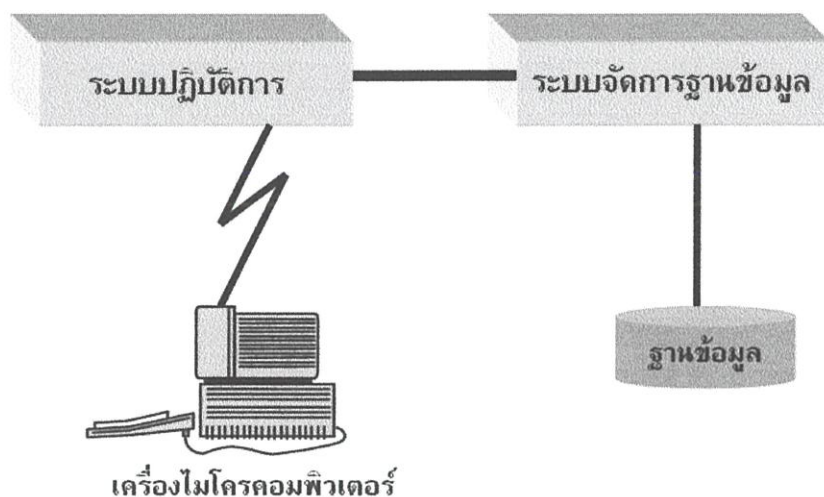 ระบบปฏิบัติการ
ระบบจัดการฐานข้อมูล
ฐานข้อมูล
เครื่องไมโครคอมพิวเตอร์